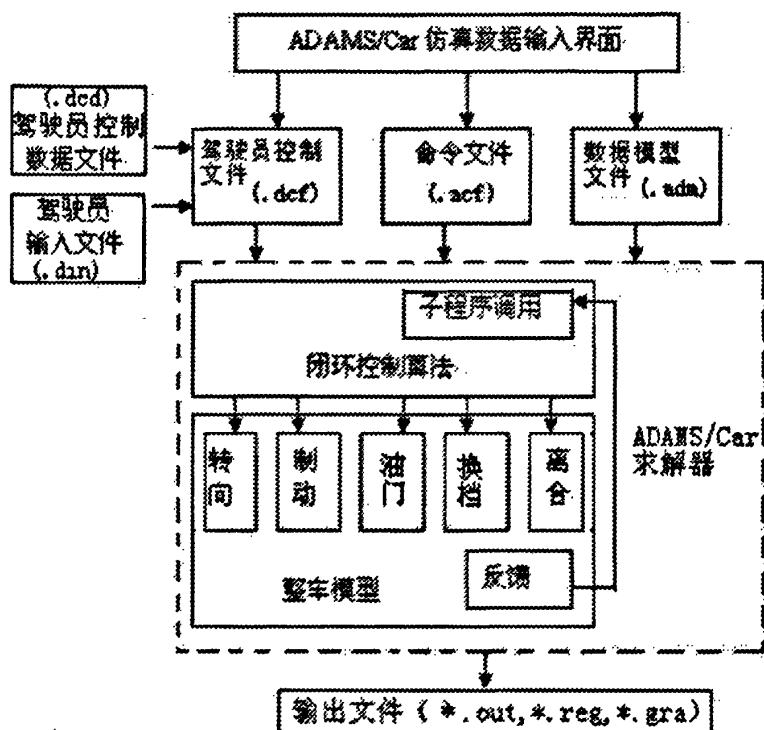 ADAMS/Car 仿真数据输入界面
(.dcd)
驾驶员控制
数据文件
驾驶员
输入文件
(.din)
驾驶员控制
文件
(.dcf)
命令文件
(.acf)
数据模型
文件
(.adm)
子程序调用
闭环控制算法
转向
制动
油门
换档
离合
整车模型
反馈
ADAMS/Car
求解器
输出文件 ( *.out,*.reg,*.gra)